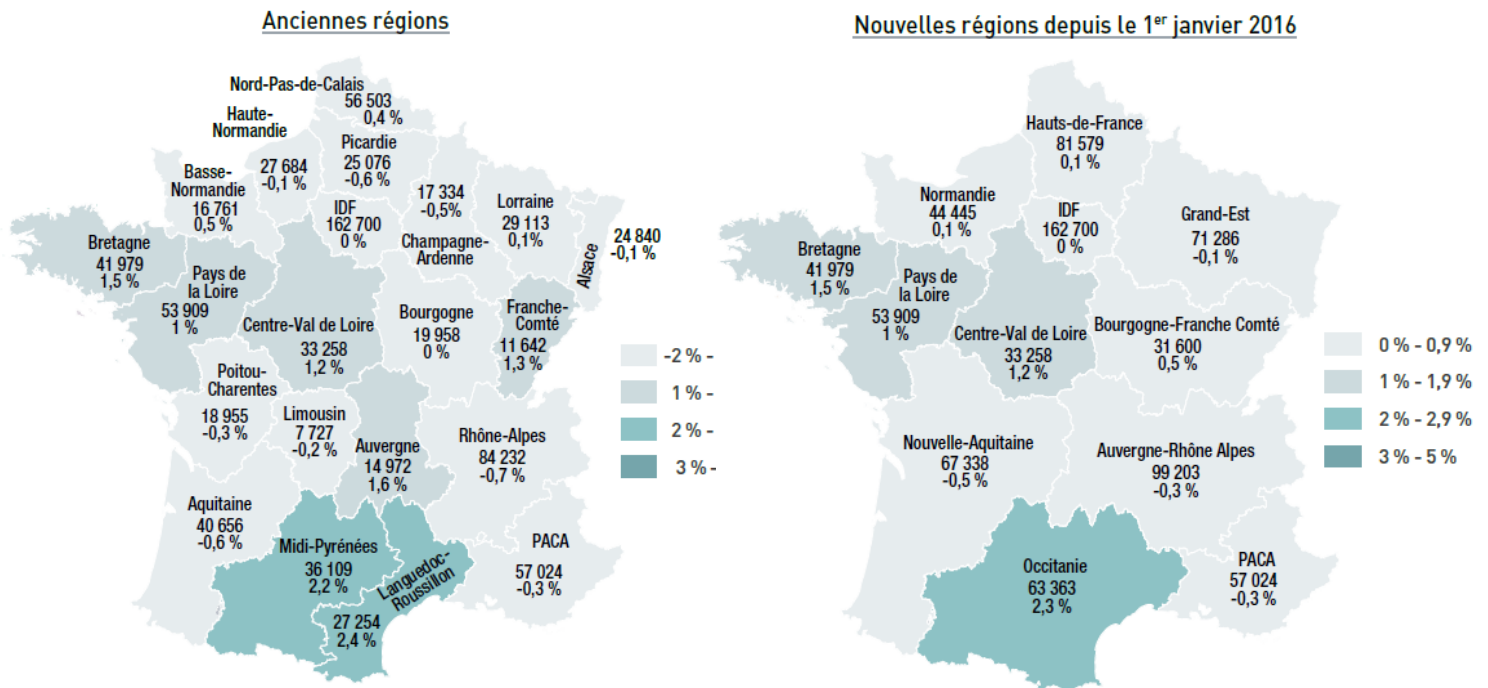 Anciennes régions
Nord-Pas-de-Calais
56 503
0,4 %
Haute-
Normandie
27 684
-0,1 %
Picardie
25 076
-0,6 %
Basse-
Normandie
16 761
0,5 %
17 334
-0,5%
Champagne-
Ardenne
Lorraine
29 113
0,1%
IDF
162 700
0 %
Alsace
24 840
-0,1 %
Bretagne
41 979
1,5 %
Pays de
la Loire
53 909
1 %
Centre-Val de Loire
33 258
1,2 %
Bourgogne
19 958
0 %
Franche-
Comté
11 642
1,3 %
Poitou-
Charentes
18 955
-0,3 %
Limousin
7 727
-0,2 %
Auvergne
14 972
1,6 %
Rhône-Alpes
84 232
-0,7 %
Aquitaine
40 656
-0,6 %
Midi-Pyrénées
36 109
2,2 %
Languedoc-
Roussillon
27 254
2,4 %
PACA
57 024
-0,3 %
-2 % -
1 % -
2 % -
3 % -
Nouvelles régions depuis le 1er janvier 2016
Hauts-de-France
81 579
0,1 %
Normandie
44 445
0,1 %
IDF
162 700
0 %
Grand-Est
71 286
-0,1 %
Bretagne
41 979
1,5 %
Pays de
la Loire
53 909
1 %
Centre-Val de Loire
33 258
1,2 %
Bourgogne-Franche Comté
31 600
0,5 %
Nouvelle-Aquitaine
67 338
-0,5 %
Auvergne-Rhône Alpes
99 203
-0,3 %
Occitanie
63 363
2,3 %
PACA
57 024
-0,3 %
0 % - 0,9 %
1 % - 1,9 %
2 % - 2,9 %
3 % - 5 %